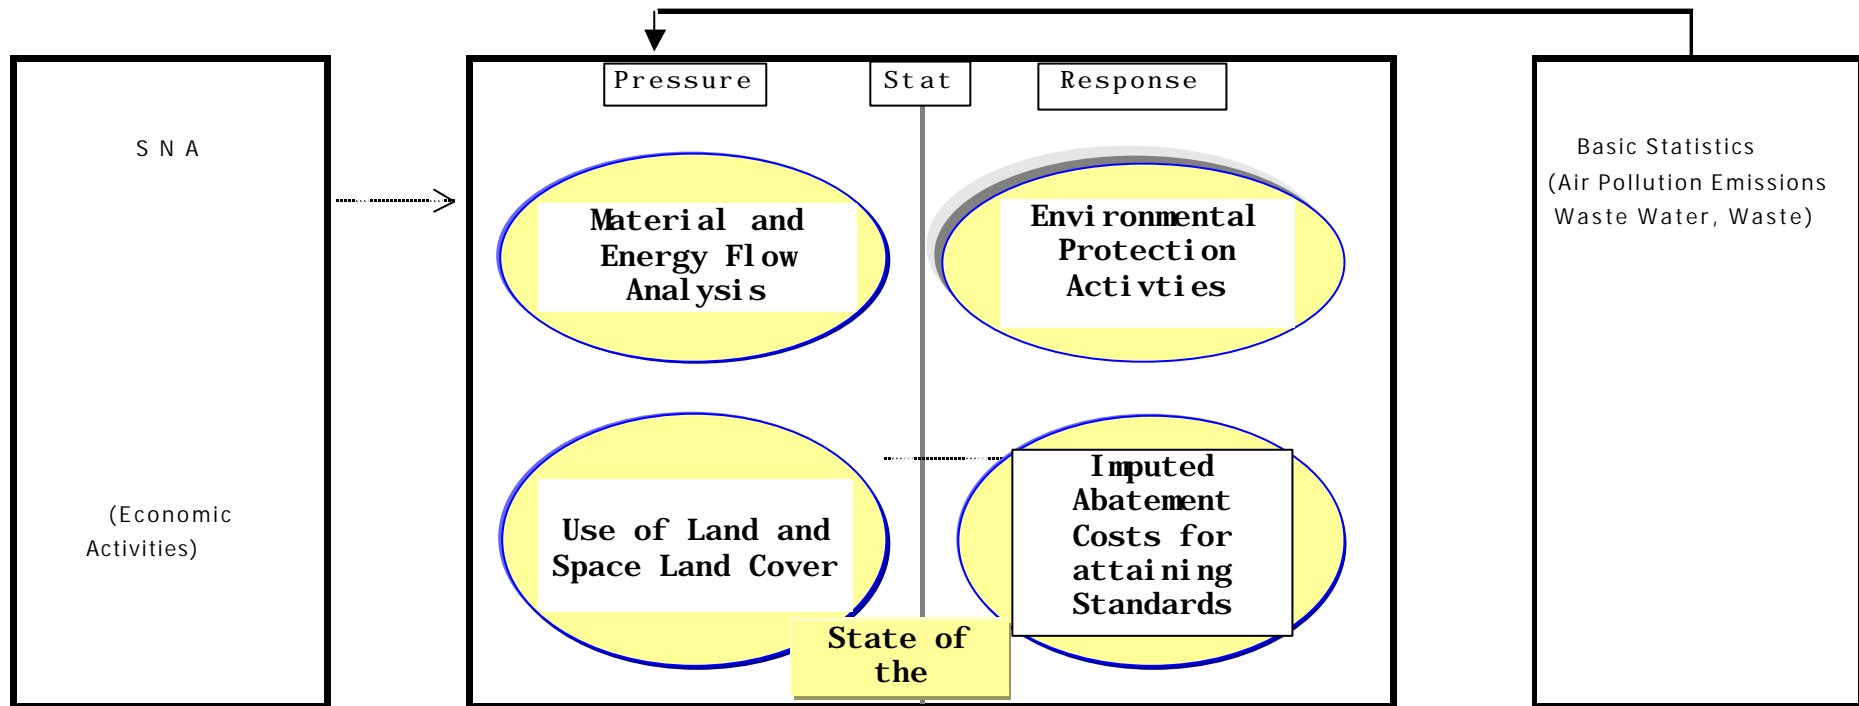 Pressure
Stat
Response
S N A
(Economic
Activities)
Material and
Energy Flow
Analysis
Environmental
Protection
Activties
Use of Land and
Space Land Cover
Imputed
Abatement
Costs for
attaining
Standards
State of
the
Basic Statistics
(Air Pollution Emissions
Waste Water, Waste)